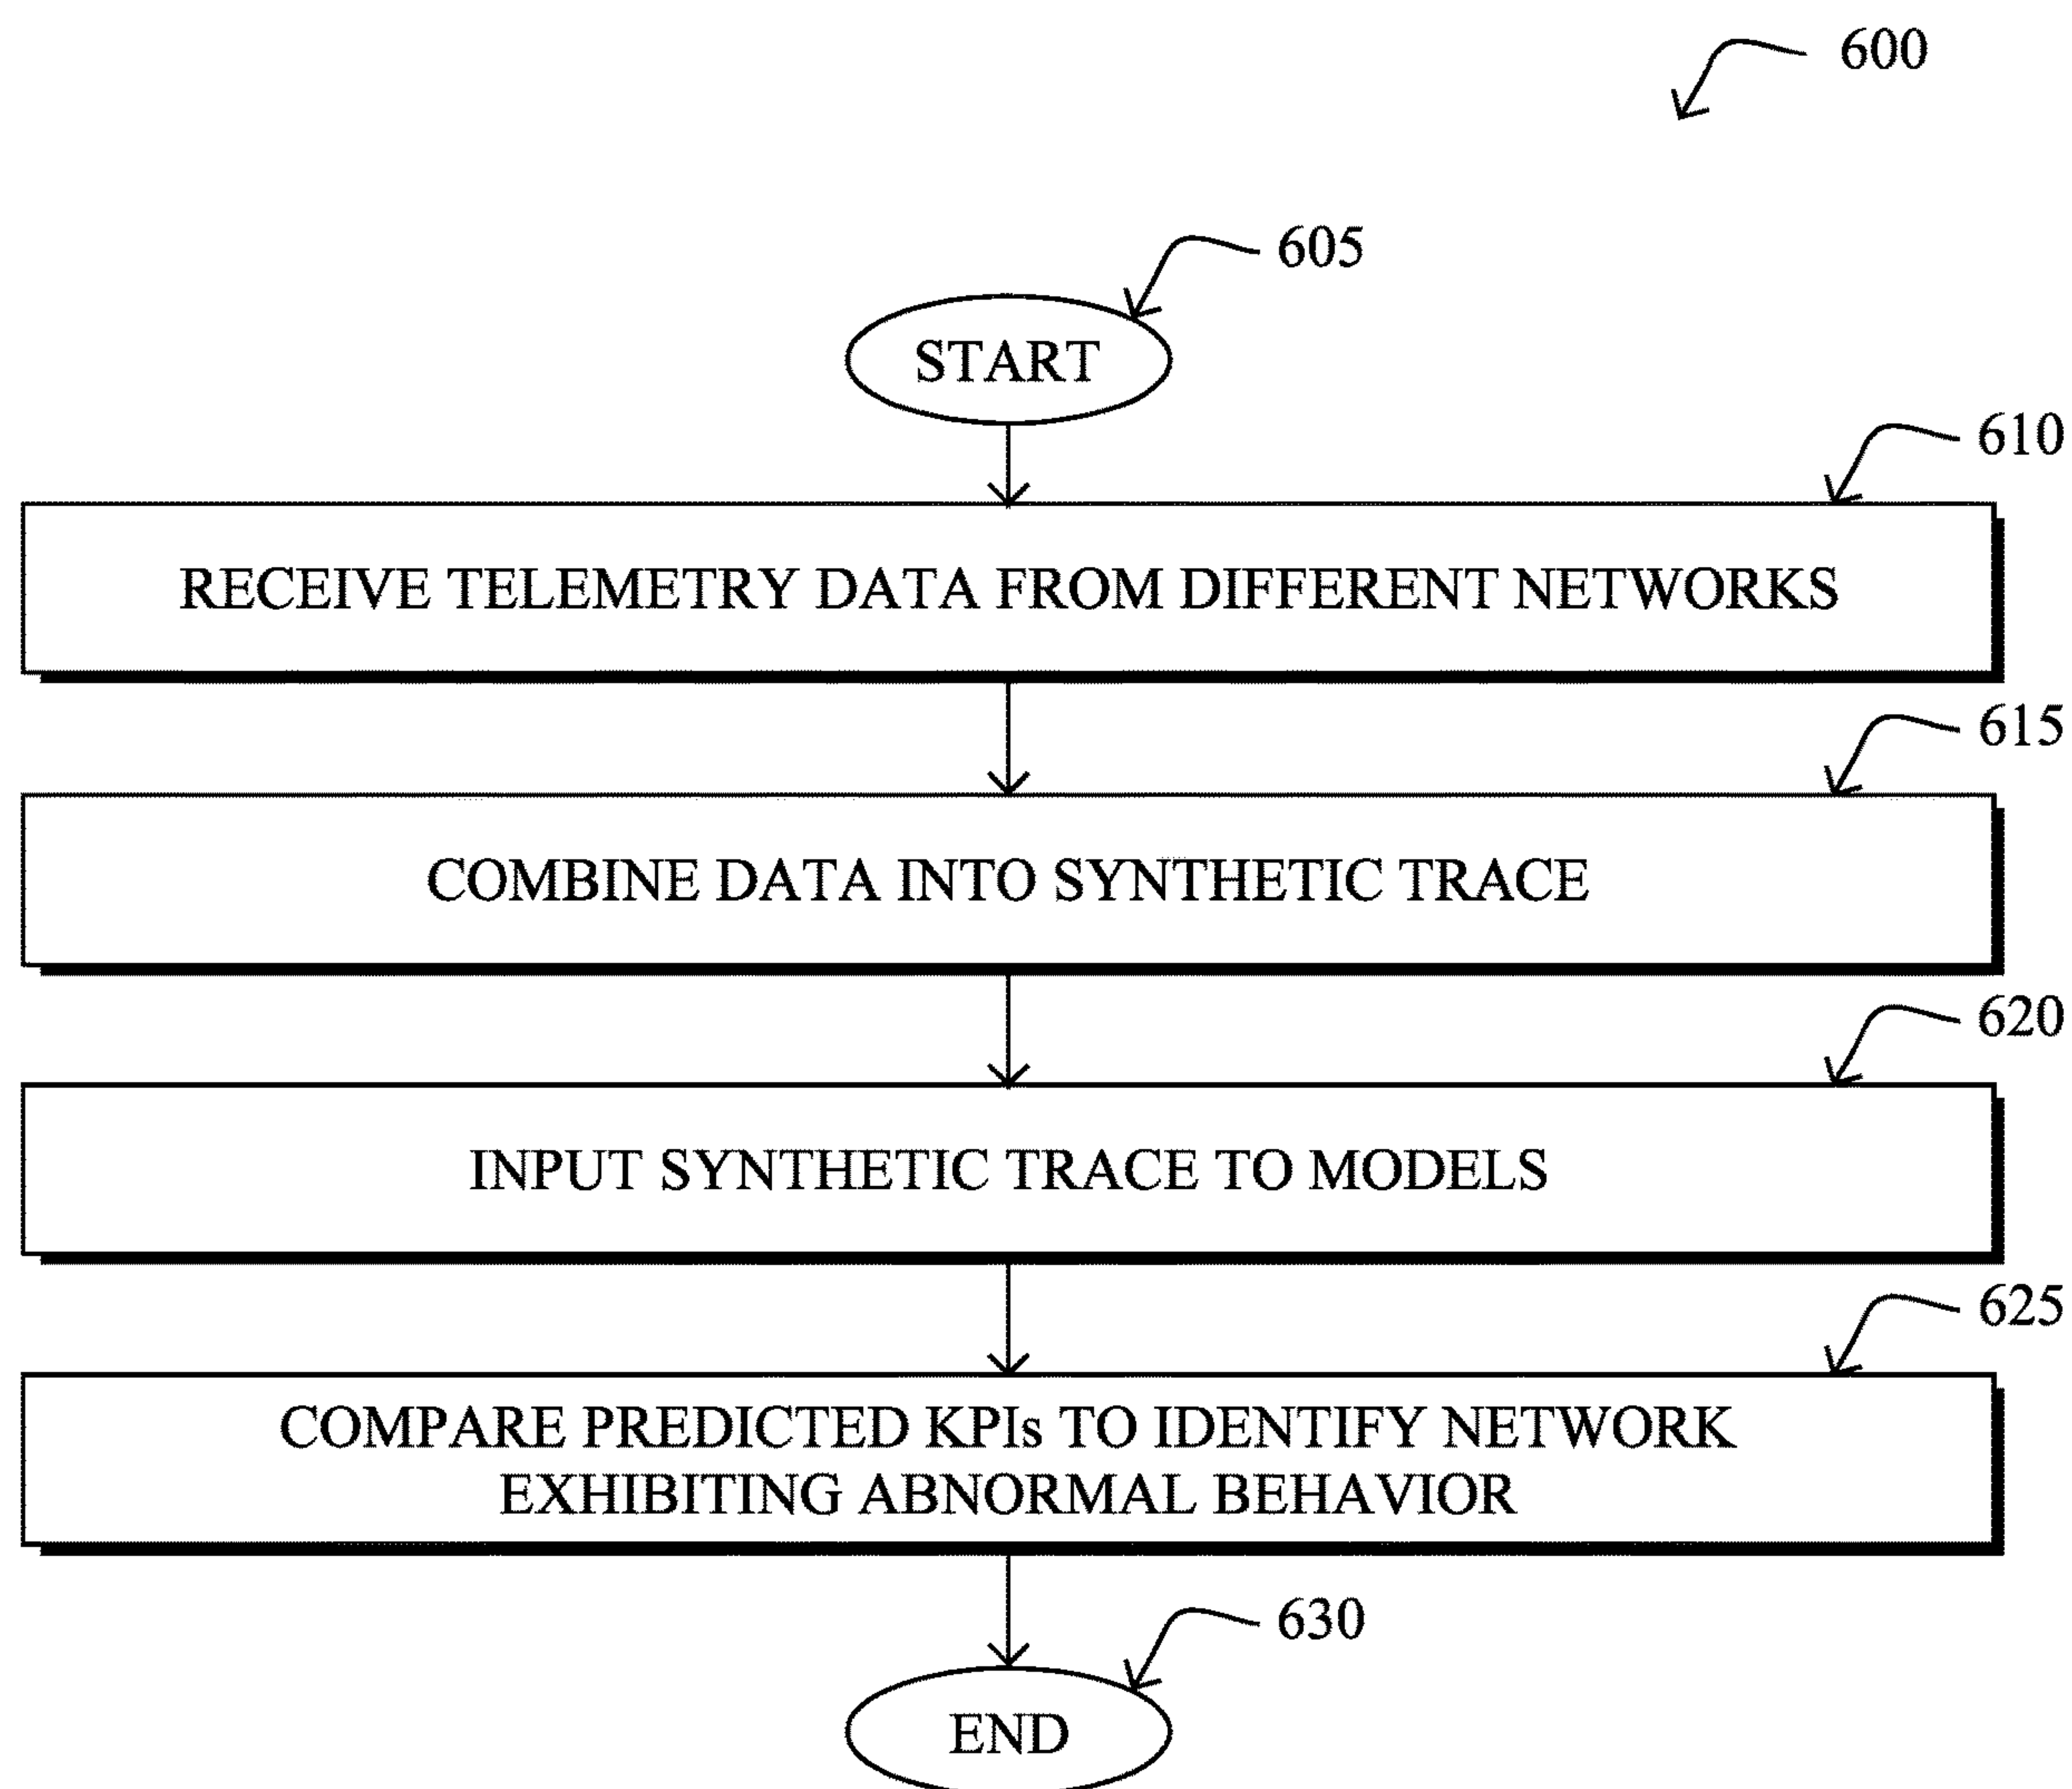 600
605
START
610
RECEIVE TELEMETRY DATA FROM DIFFERENT NETWORKS
615
COMBINE DATA INTO SYNTHETIC TRACE
620
INPUT SYNTHETIC TRACE TO MODELS
625
COMPARE PREDICTED KPIs TO IDENTIFY NETWORK
EXHIBITING ABNORMAL BEHAVIOR
630
END